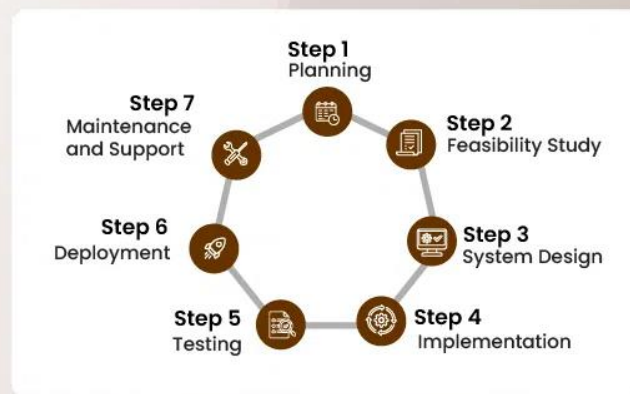 Step 1
Planning
Step 2
Feasibility Study
Step 3
System Design
Step 4
Implementation
Step 5
Testing
Step 6
Deployment
Step 7
Maintenance
and Support